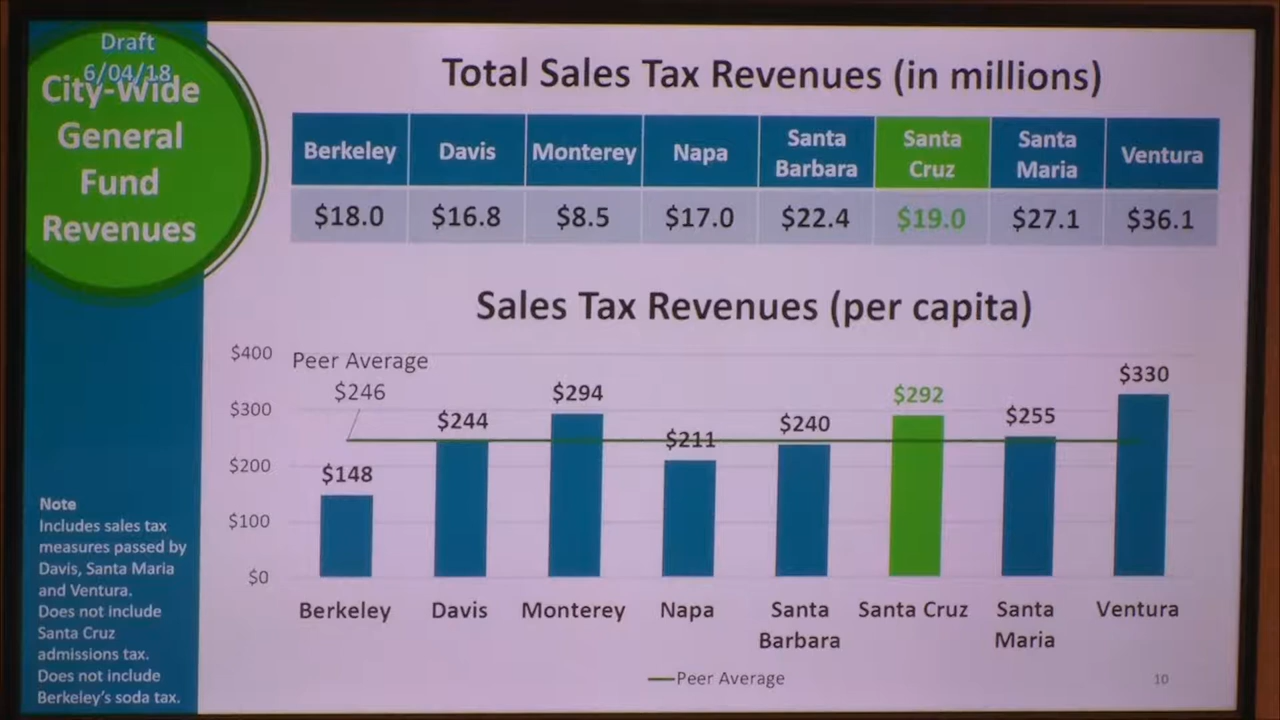 Draft
6/04/18
City-Wide
General
Fund
Revenues
Note
Includes sales tax
measures passed by
Davis, Santa Maria
and Ventura.
Does not include
Santa Cruz
admissions tax.
Does not include
Berkeley's soda tax.
Total Sales Tax Revenues (in millions)
Berkeley Davis Monterey Napa Santa Barbara Santa Cruz Santa Maria Ventura
$18.0 $16.8 $8.5 $17.0 $22.4 $19.0 $27.1 $36.1
Sales Tax Revenues (per capita)
$400
$300
$200
$100
$0
Peer Average
$246
$148 $244 $294 $211 $240 $292 $255 $330
Berkeley Davis Monterey Napa Santa Barbara Santa Cruz Santa Maria Ventura
Peer Average
10